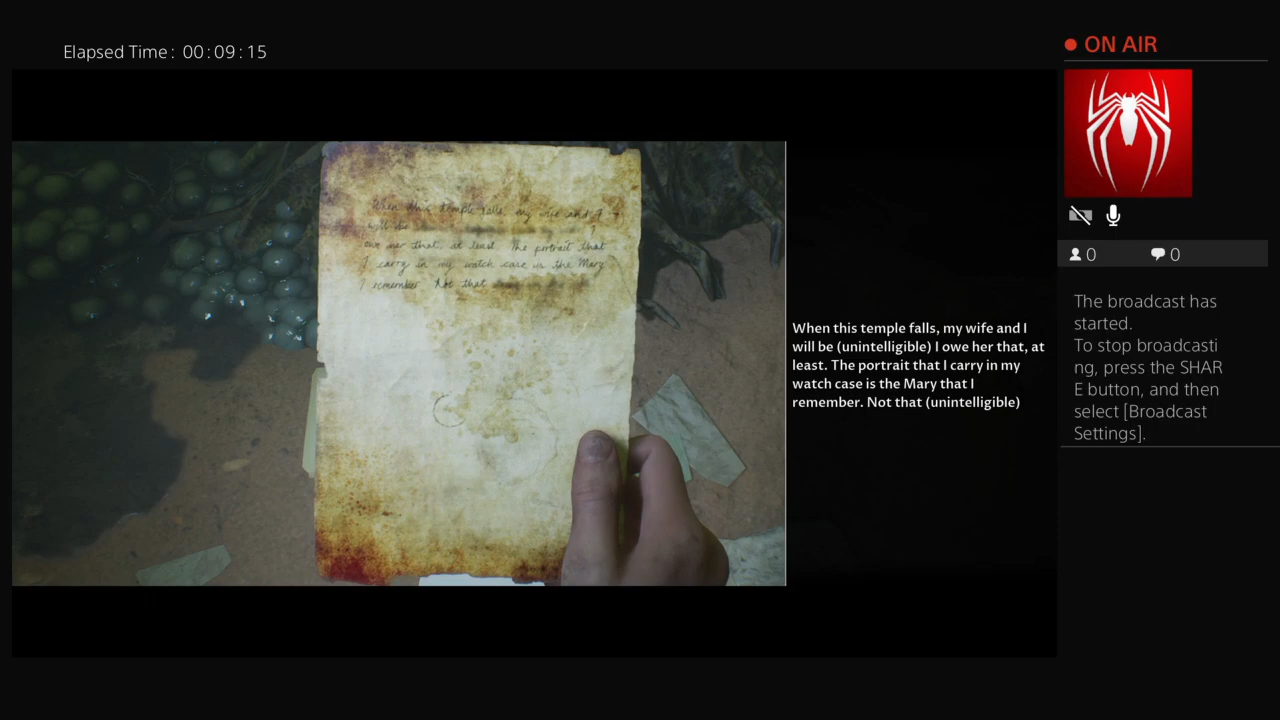 Elapsed Time: 00:09:15
ON AIR
When this temple falls, my wife and I
will be
I
owe her that, at least. The portrait that
I carry in my watch case is the Mary
I remember. Not that
When this temple falls, my wife and I
will be (unintelligible) I owe her that, at
least. The portrait that I carry in my
watch case is the Mary that I
remember. Not that (unintelligible)
0
0
The broadcast has
started.
To stop broadcasti
ng, press the SHAR
E button, and then
select [Broadcast
Settings].